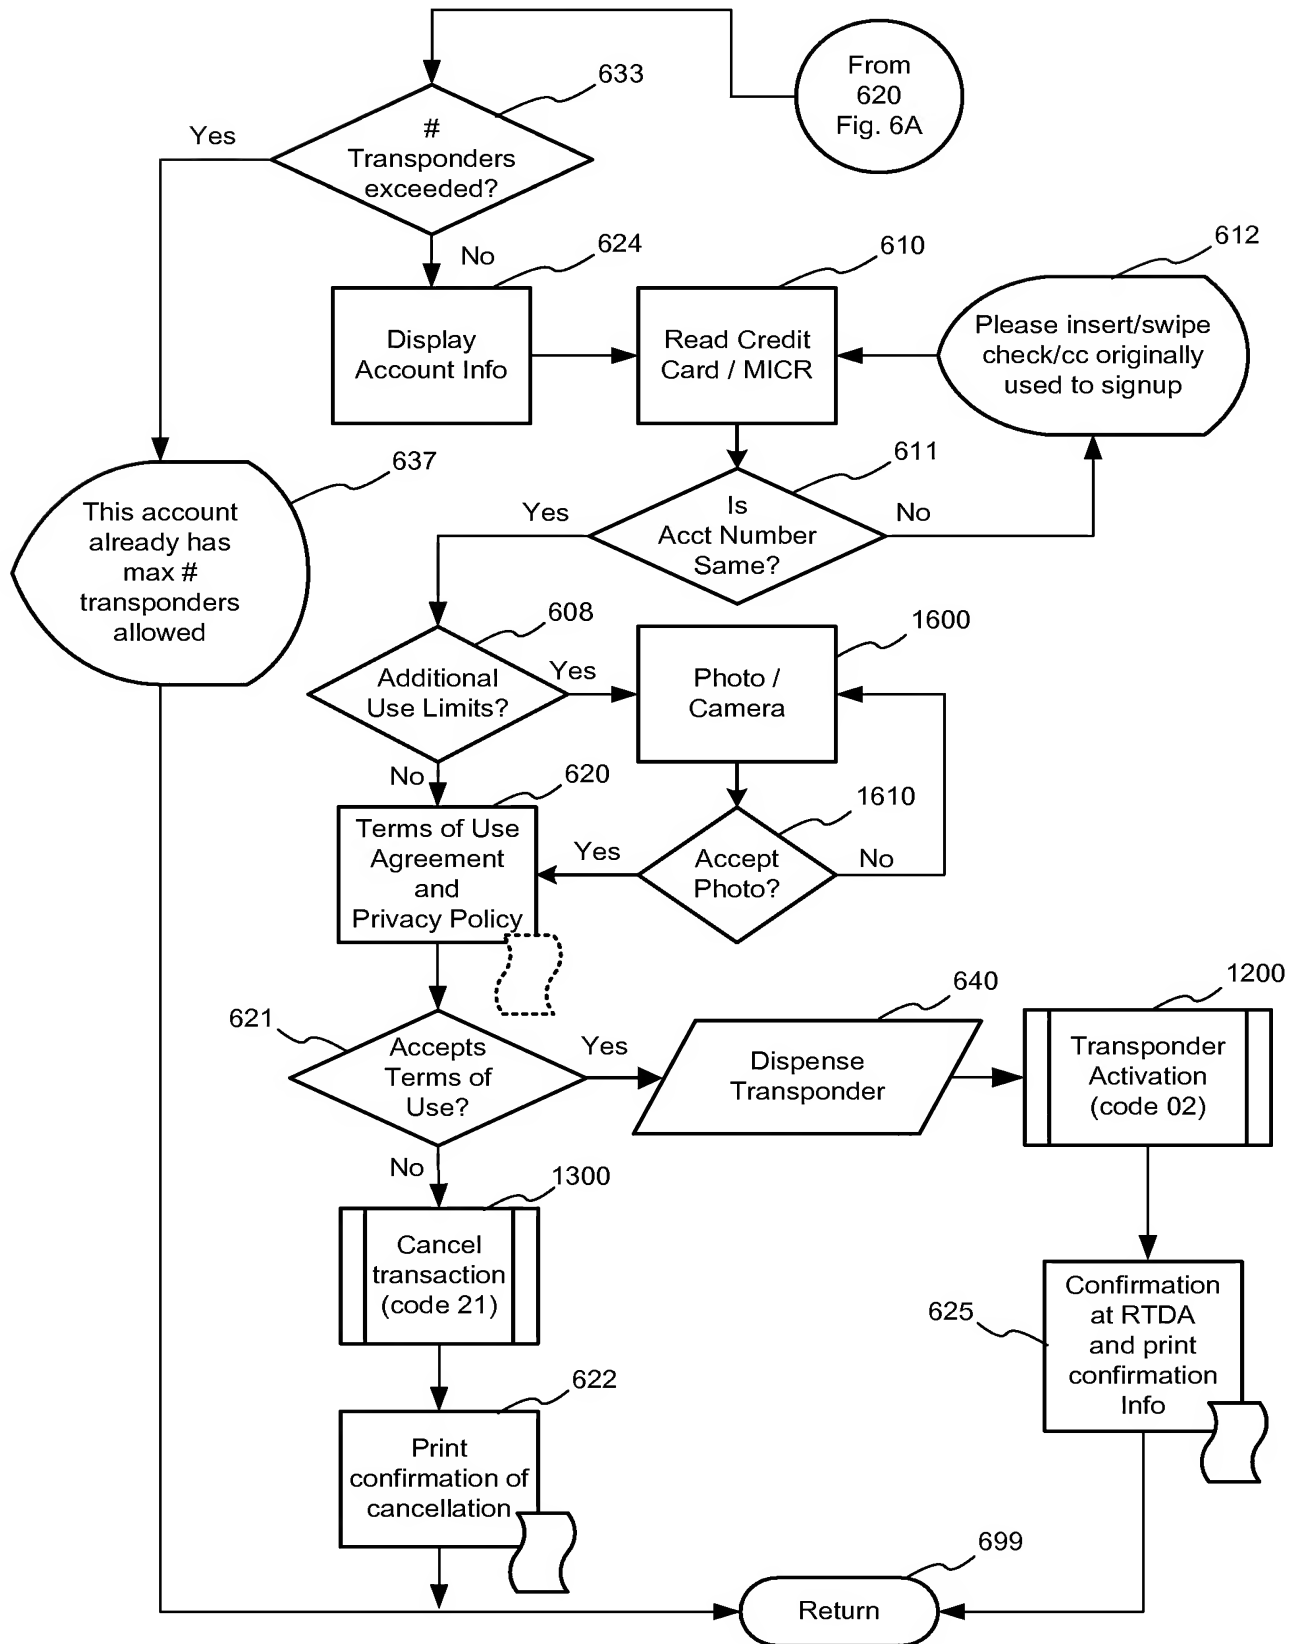 From
620
Fig. 6A
633
#
Transponders
exceeded?
Yes
No
624
Display
Account Info
610
Read Credit
Card / MICR
612
Please insert/swipe
check/cc originally
used to signup
637
This account
already has
max #
transponders
allowed
611
Is
Acct Number
Same?
Yes
No
608
Additional
Use Limits?
Yes
No
1600
Photo /
Camera
1610
Accept
Photo?
Yes
No
620
Terms of Use
Agreement
and
Privacy Policy
621
Accepts
Terms of
Use?
Yes
No
640
Dispense
Transponder
1200
Transponder
Activation
(code 02)
1300
Cancel
transaction
(code 21)
625
Confirmation
at RTDA
and print
confirmation
Info
622
Print
confirmation of
cancellation
699
Return